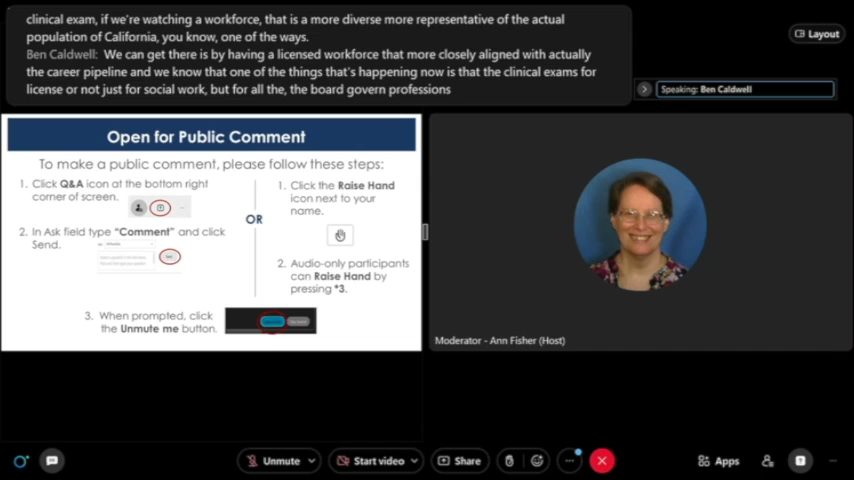 clinical exam, if we're watching a workforce, that is a more diverse more representative of the actual
population of California, you know, one of the ways.
Ben Caldwell: We can get there is by having a licensed workforce that more closely aligned with actually
the career pipeline and we know that one of the things that's happening now is that the clinical exams for
license or not just for social work, but for all the, the board govern professions
Layout
Speaking: Ben Caldwell
Open for Public Comment
To make a public comment, please follow these steps:
1. Click Q&A icon at the bottom right
corner of screen.
2. In Ask field type "Comment" and click
Send.
OR
1. Click the Raise Hand
icon next to your
name.
2. Audio-only participants
can Raise Hand by
pressing *3.
3. When prompted, click
the Unmute me button.
Moderator - Ann Fisher (Host)
Unmute
Start video
Share
Apps